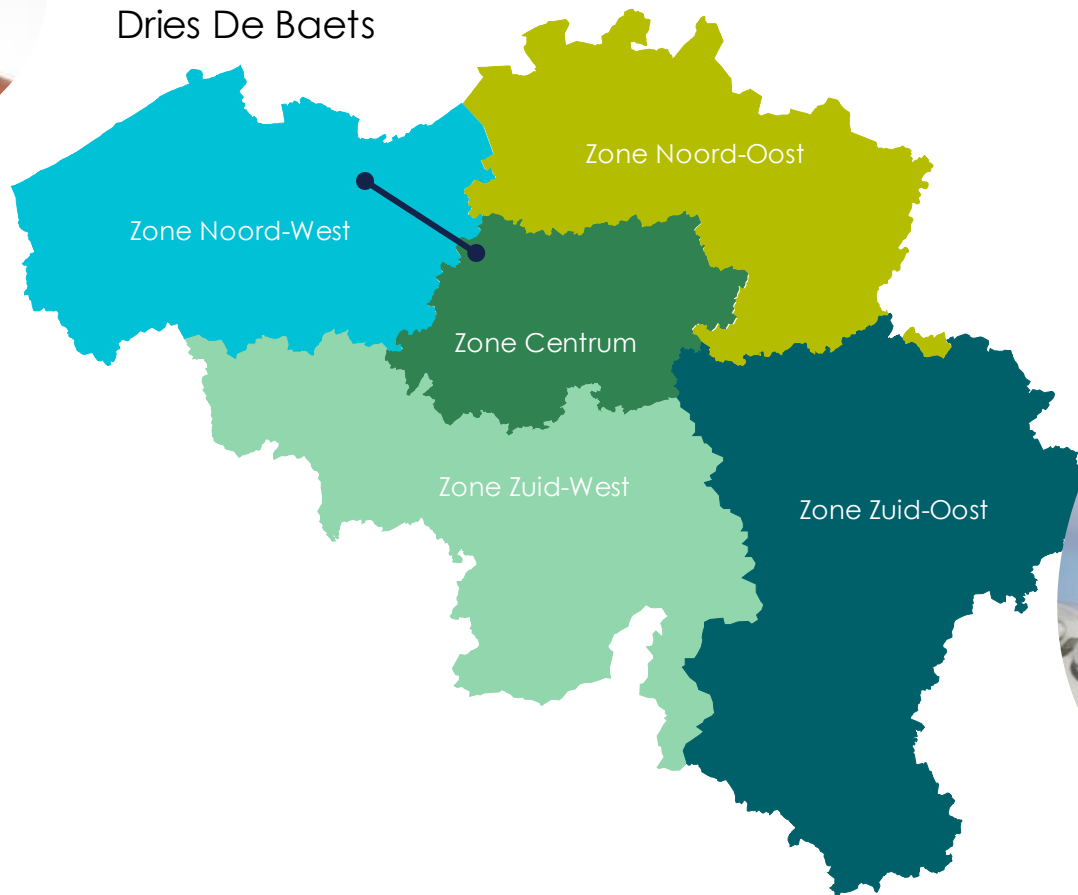 Dries De Baets
Zone Noord-Oost
Zone Noord-West
Zone Centrum
Zone Zuid-West
Zone Zuid-Oost